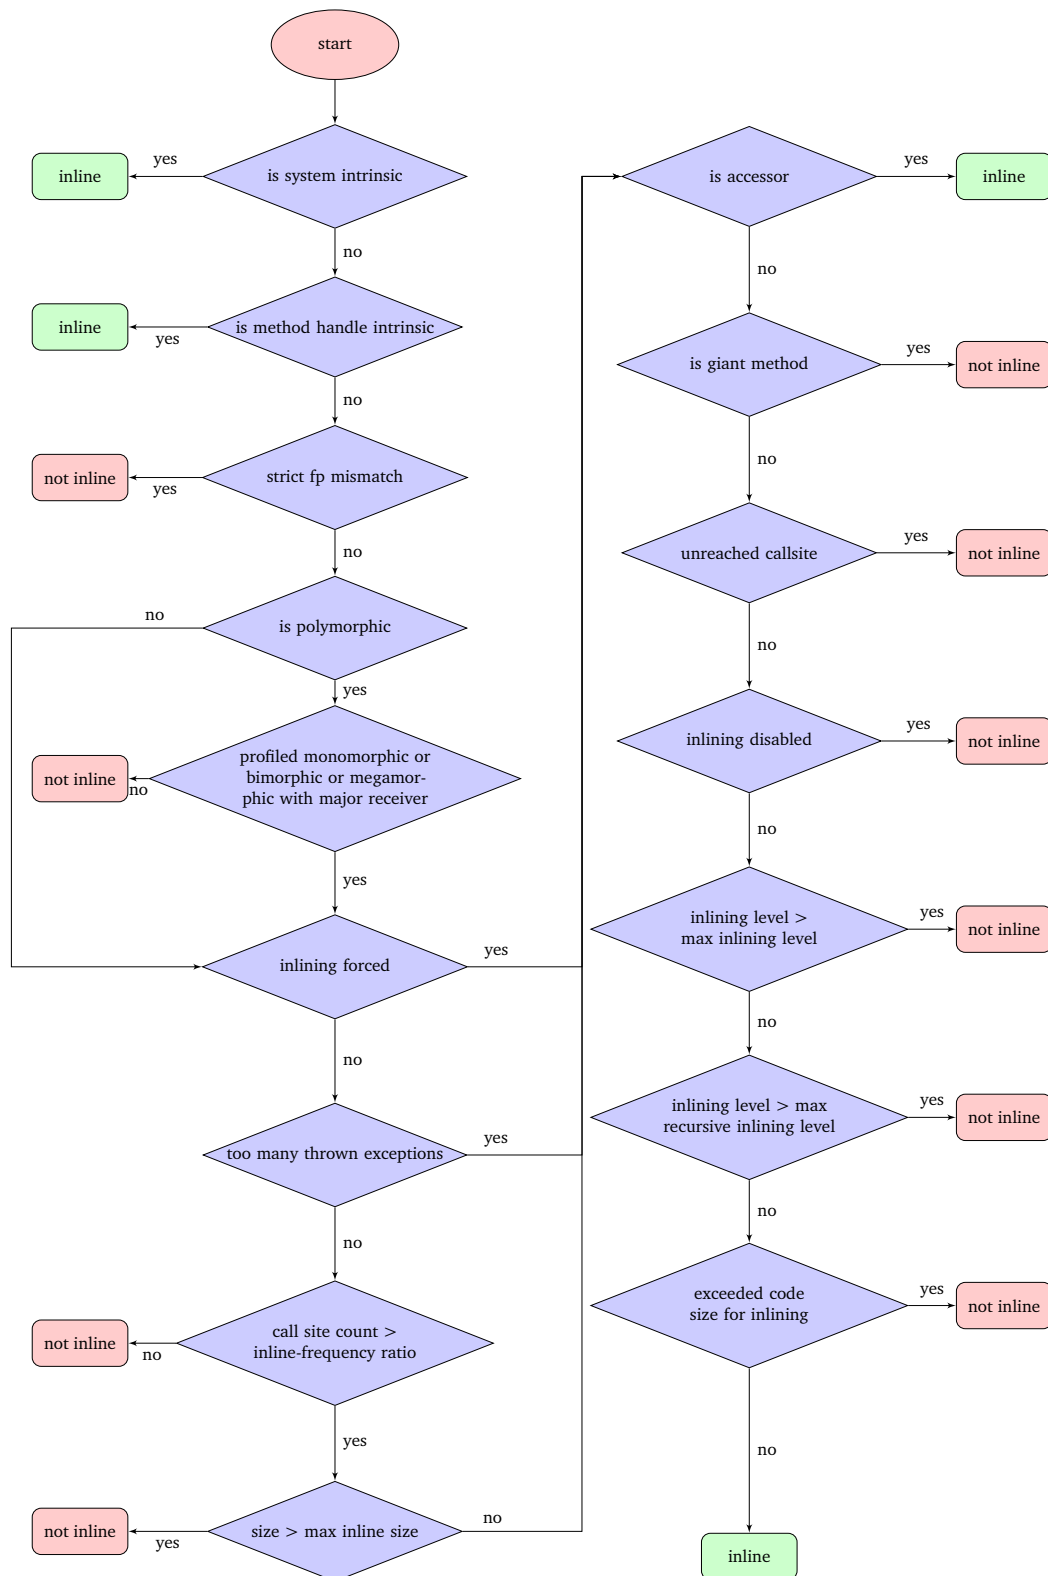 start
is system intrinsic
yes
inline
no
is method handle intrinsic
yes
inline
no
strict fp mismatch
yes
not inline
no
is polymorphic
no
yes
profiled monomorphic or
bimorphic or megamor-
phic with major receiver
no
not inline
yes
inlining forced
yes
no
too many thrown exceptions
yes
no
call site count >
inline-frequency ratio
no
not inline
yes
size > max inline size
yes
not inline
no
is accessor
yes
inline
no
is giant method
yes
not inline
no
unreached callsite
yes
not inline
no
inlining disabled
yes
not inline
no
inlining level >
max inlining level
yes
not inline
no
inlining level > max
recursive inlining level
yes
not inline
no
exceeded code
size for inlining
yes
not inline
no
inline